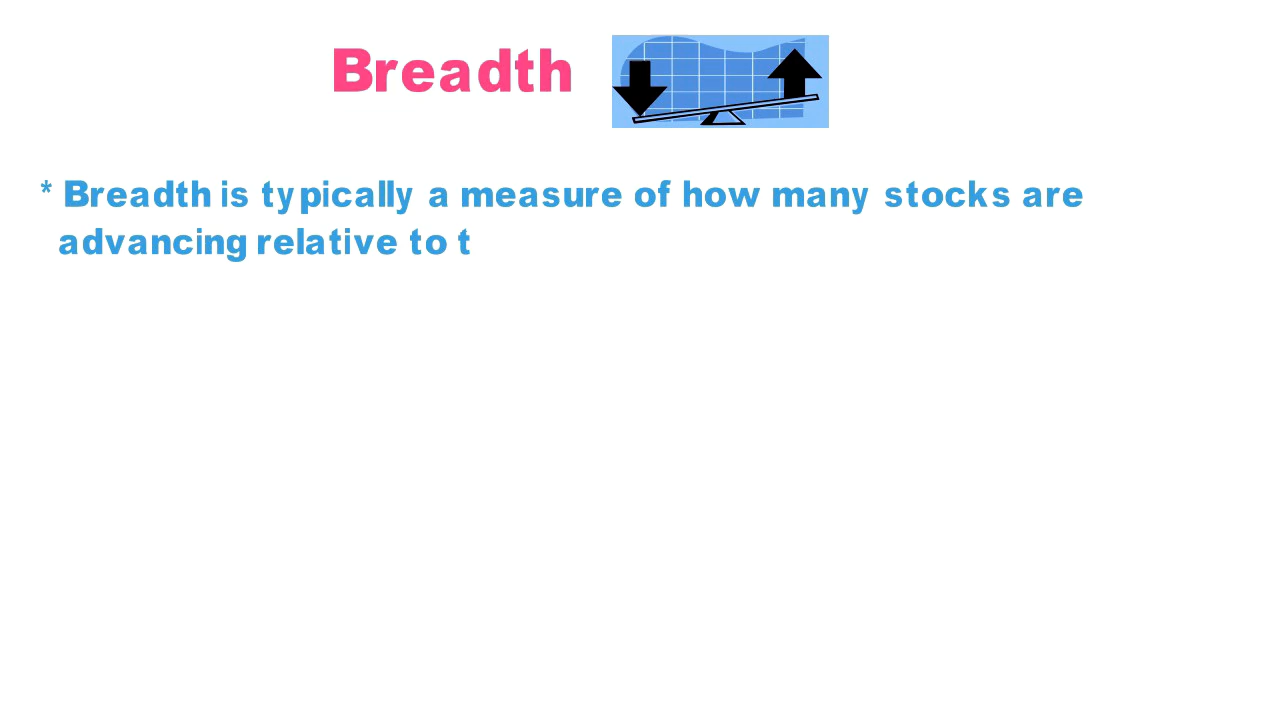 Breadth
* Breadth is typically a measure of how many stocks are
advancing relative to t